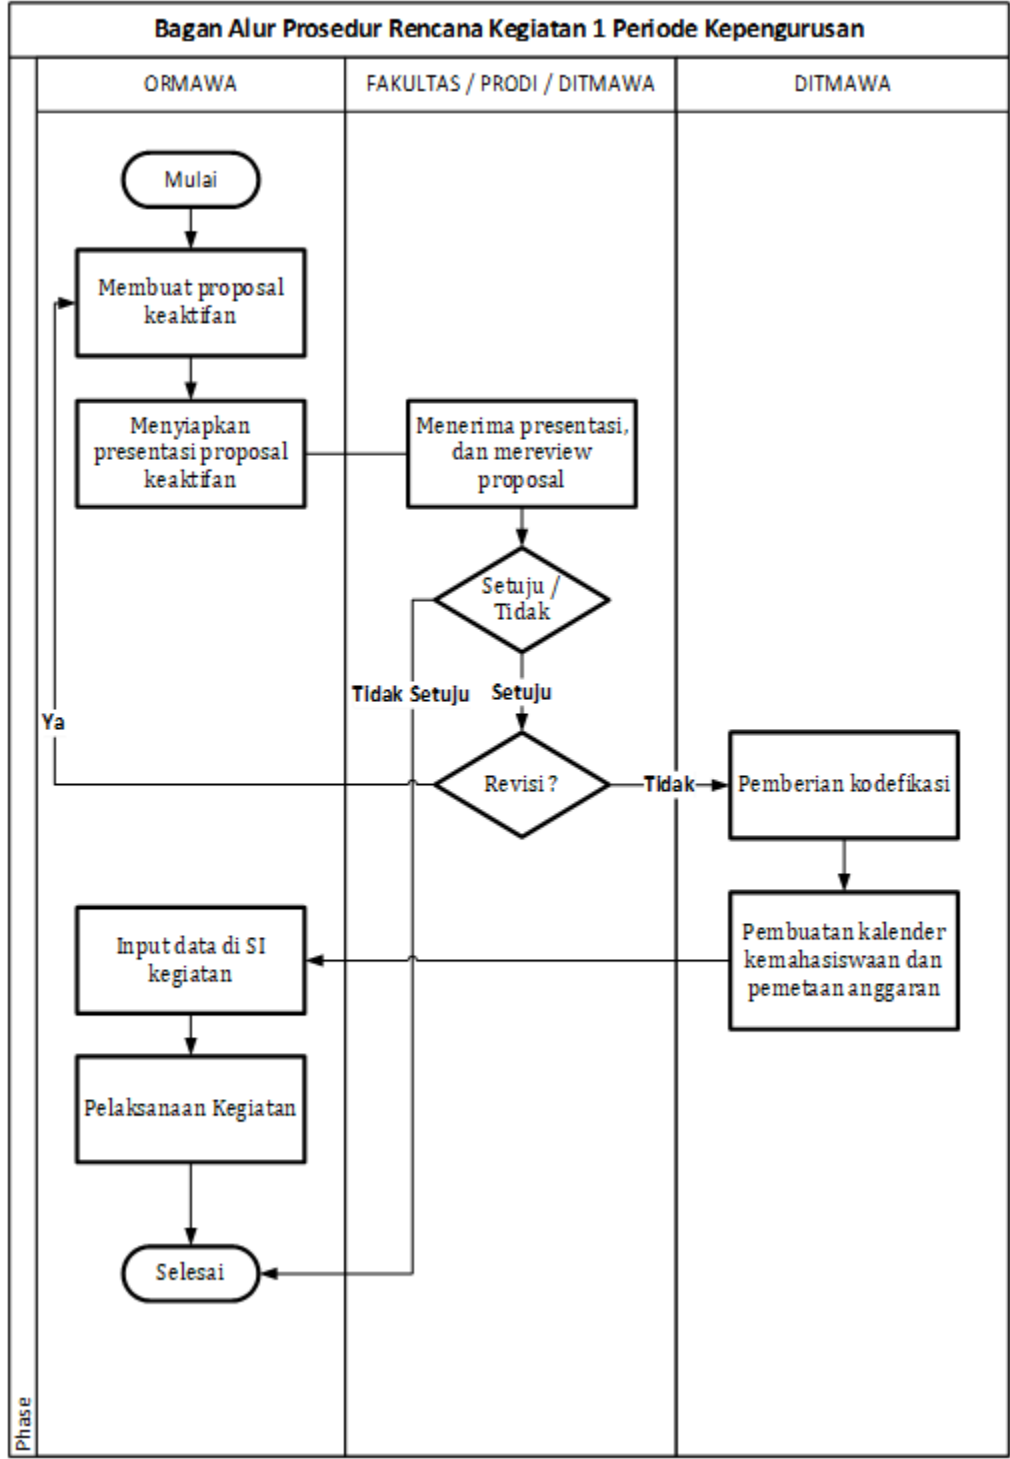 Bagan Alur Prosedur Rencana Kegiatan 1 Periode Kepengurusan
ORMAWA
FAKULTAS / PRODI / DITMAWA
DITMAWA
Mulai
Membuat proposal
keaktifan
Menyiapkan
presentasi proposal
keaktifan
Menerima presentasi,
dan mereview
proposal
Setuju /
Tidak
Tidak Setuju
Setuju
Ya
Revisi ?
Tidak
Pemberian kodefikasi
Pembuatan kalender
kemahasiswaan dan
pemetaan anggaran
Input data di SI
kegiatan
Pelaksanaan Kegiatan
Selesai
Phase